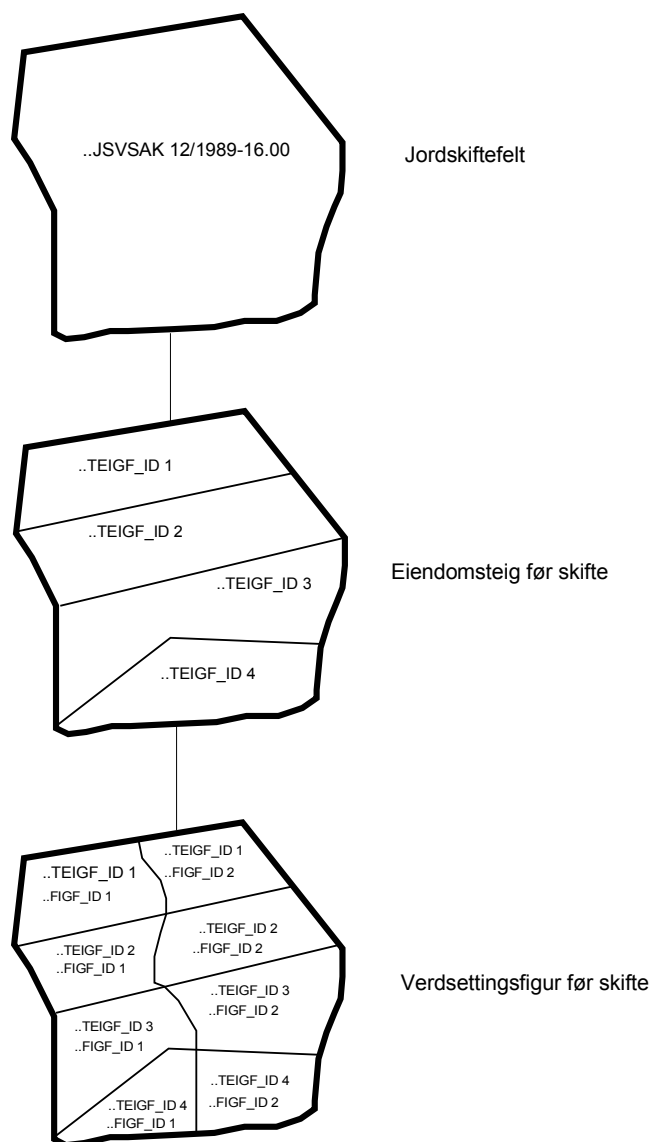 ..JSVSAK 12/1989-16.00
Jordskiftefelt
..TEIGF_ID 1
..TEIGF_ID 2
Eiendomsteig før skifte
..TEIGF_ID 3
..TEIGF_ID 4
..TEIGF_ID 1
..FIGF_ID 1
..TEIGF_ID 1
..FIGF_ID 2
..TEIGF_ID 2
..FIGF_ID 1
..TEIGF_ID 2
..FIGF_ID 2
Verdsettingsfigur før skifte
..TEIGF_ID 3
..FIGF_ID 1
..TEIGF_ID 3
..FIGF_ID 2
..TEIGF_ID 4
..FIGF_ID 1
..TEIGF_ID 4
..FIGF_ID 2